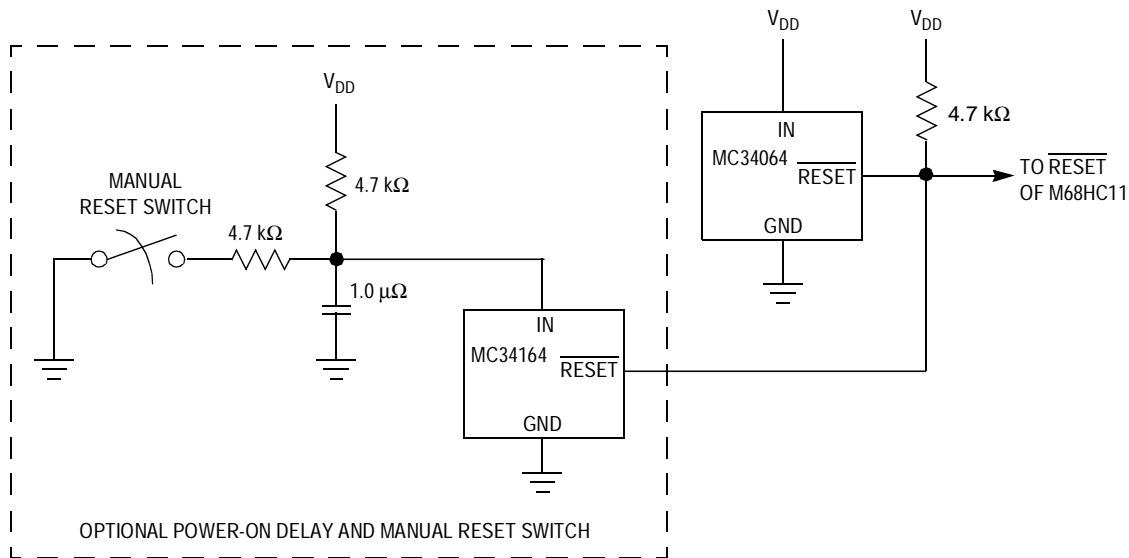 V_DD
V_DD
V_DD
IN
4.7 kΩ
MC34064
RESET
TO RESET
OF M68HC11
GND
MANUAL
RESET SWITCH
4.7 kΩ
4.7 kΩ
1.0 μΩ
IN
MC34164
RESET
GND
OPTIONAL POWER-ON DELAY AND MANUAL RESET SWITCH